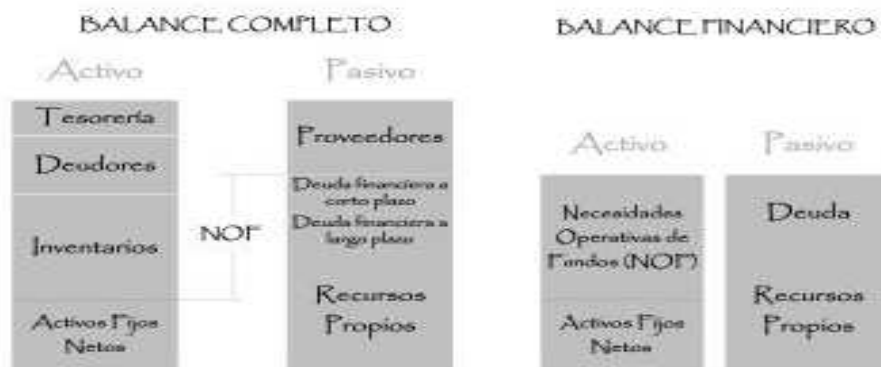 BALANCE COMPLETO
Activo
Pasivo
Tesorería
Deudores
Inventarios
Activos Fijos
Netos
NOF
Proveedores
Deuda financiera a
corto plazo
Deuda financiera a
largo plazo
Recursos
Propios
BALANCE FINANCIERO
Activo
Pasivo
Necesidades
Operativas de
Fondos (NOF)
Activos Fijos
Netos
Deuda
Recursos
Propios